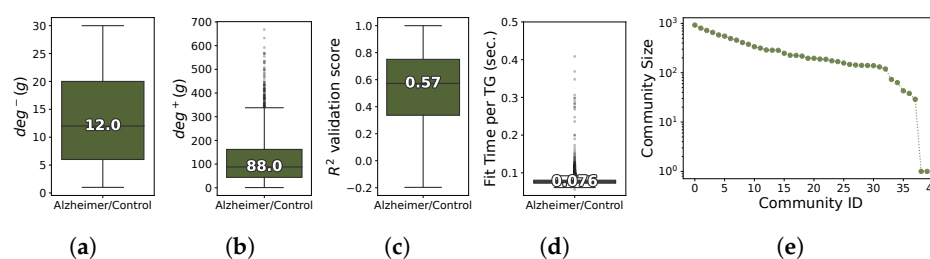 deg⁻(g)
30
25
20
15
10
5
0
12.0
Alzheimer/Control
(a)
deg⁺(g)
700
600
500
400
300
200
100
0
88.0
Alzheimer/Control
(b)
R² validation score
1.0
0.8
0.6
0.4
0.2
0.0
−0.2
0.57
Alzheimer/Control
(c)
Fit Time per TG (sec.)
0.5
0.4
0.3
0.2
0.1
0.076
Alzheimer/Control
(d)
Community Size
10³
10²
10¹
10⁰
0 5 10 15 20 25 30 35
Community ID
(e)